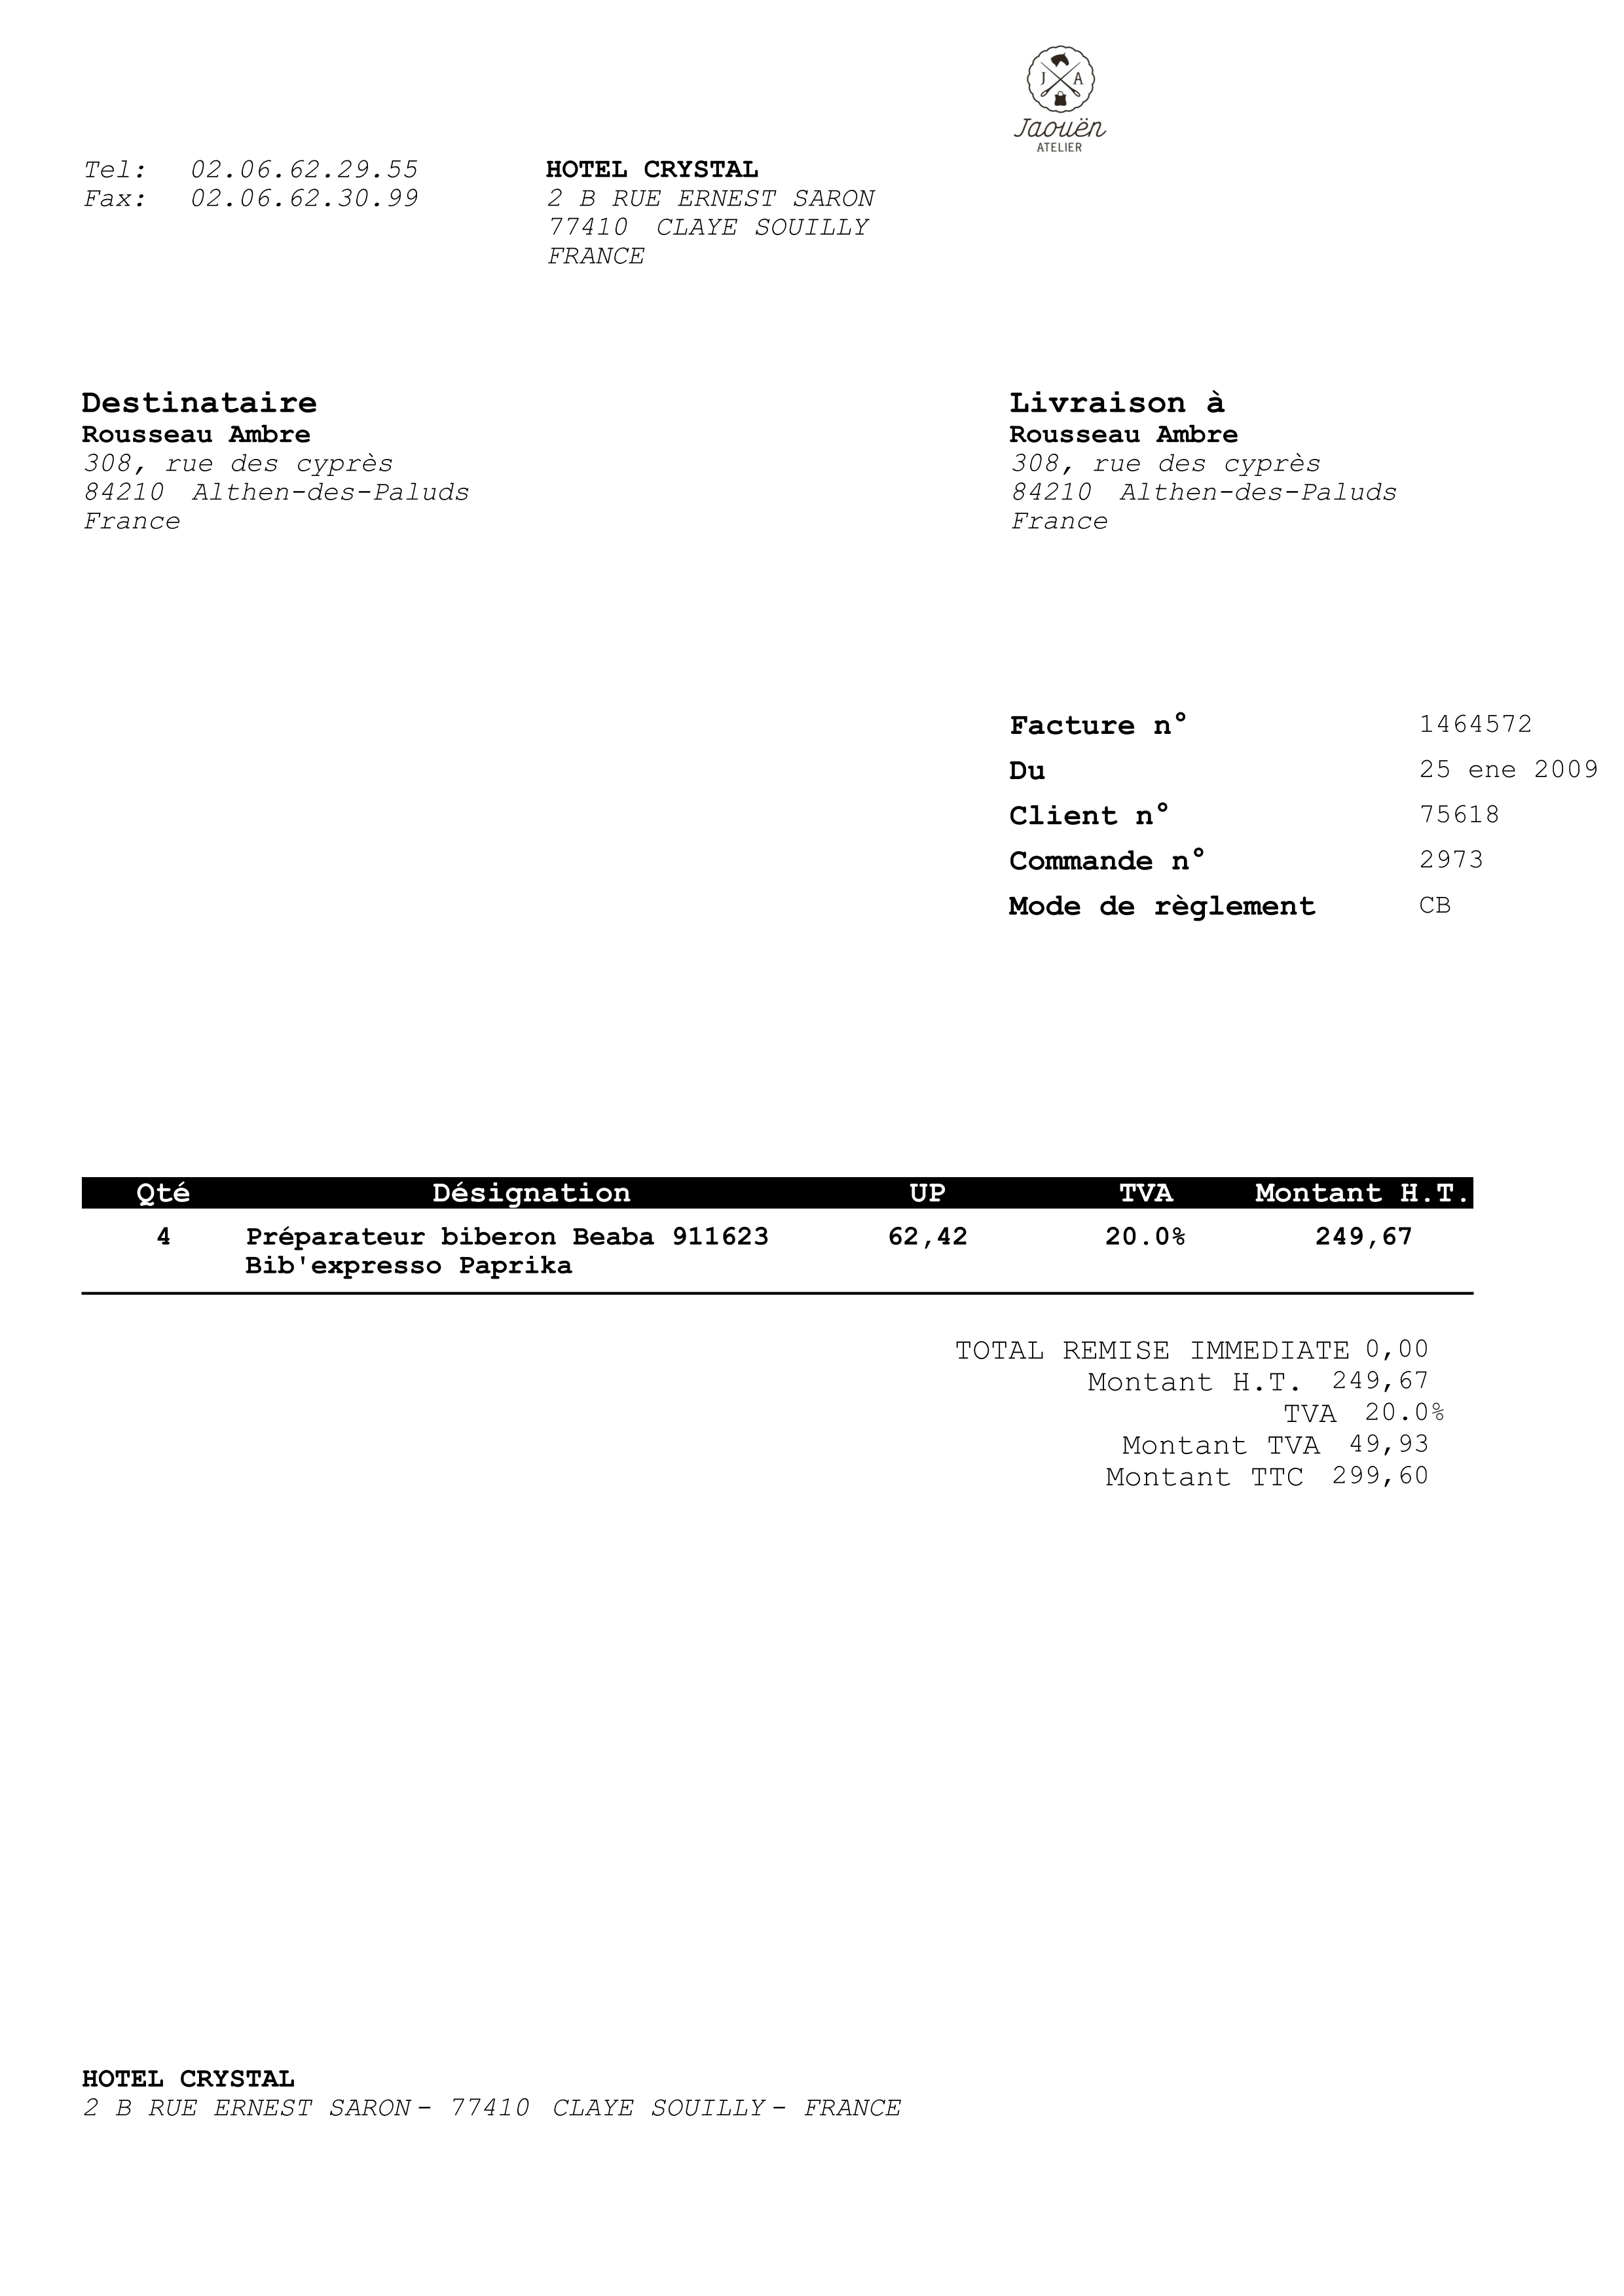 J A
Jaouën
ATELIER
Tel: 02.06.62.29.55
Fax: 02.06.62.30.99
HOTEL CRYSTAL
2 B RUE ERNEST SARON
77410 CLAYE SOUILLY
FRANCE
Destinataire
Rousseau Ambre
308, rue des cyprès
84210 Althen-des-Paluds
France
Livraison à
Rousseau Ambre
308, rue des cyprès
84210 Althen-des-Paluds
France
Facture n° 1464572
Du 25 ene 2009
Client n° 75618
Commande n° 2973
Mode de règlement CB
Qté Désignation UP TVA Montant H.T.
4 Préparateur biberon Beaba 911623 62,42 20.0% 249,67
Bib'expresso Paprika
TOTAL REMISE IMMEDIATE 0,00
Montant H.T. 249,67
TVA 20.0%
Montant TVA 49,93
Montant TTC 299,60
HOTEL CRYSTAL
2 B RUE ERNEST SARON - 77410 CLAYE SOUILLY - FRANCE